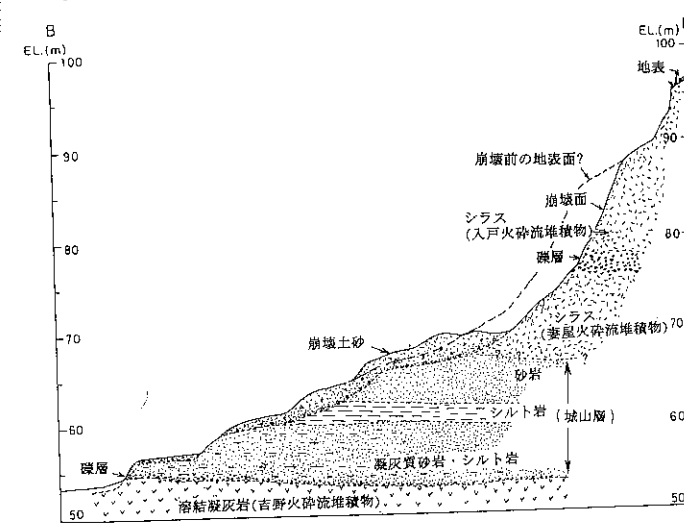 B
EL.(m)
100
90
80
70
60
50
EL.(m)
100
地表
90
崩壊前の地表面?
崩壊面
シラス
(入戸火砕流堆積物)
80
礫層
シラス
(妻屋火砕流堆積物)
70
崩壊土砂
?
砂岩
シルト岩
(城山層)
60
凝灰質砂岩・シルト岩
礫層
溶結凝灰岩(吉野火砕流堆積物)
50